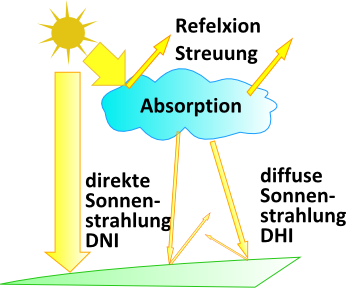 Refelxion
Streuung
Absorption
direkte
Sonnen-
strahlung
DNI
diffuse
Sonnen-
strahlung
DHI